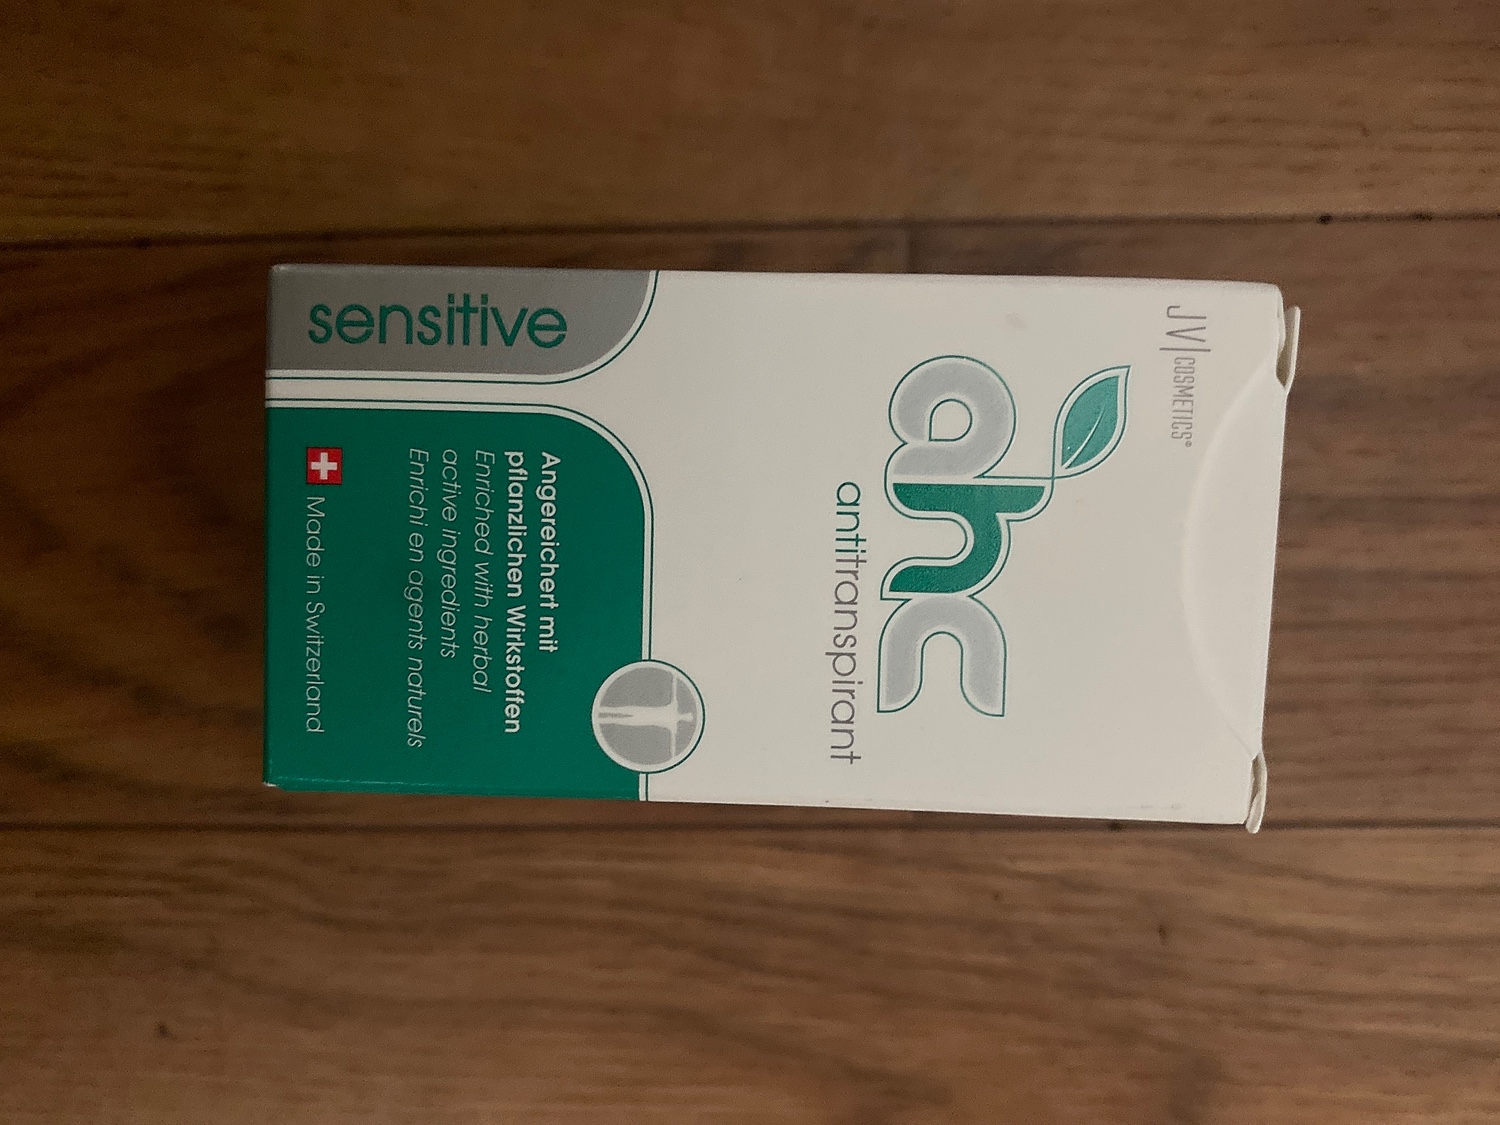 JV|COSMETICS®
ahc
antitranspirant
Angereichert mit
pflanzlichen Wirkstoffen
Enriched with herbal
active ingredients
Enrichi en agents naturels
Made in Switzerland
sensitive